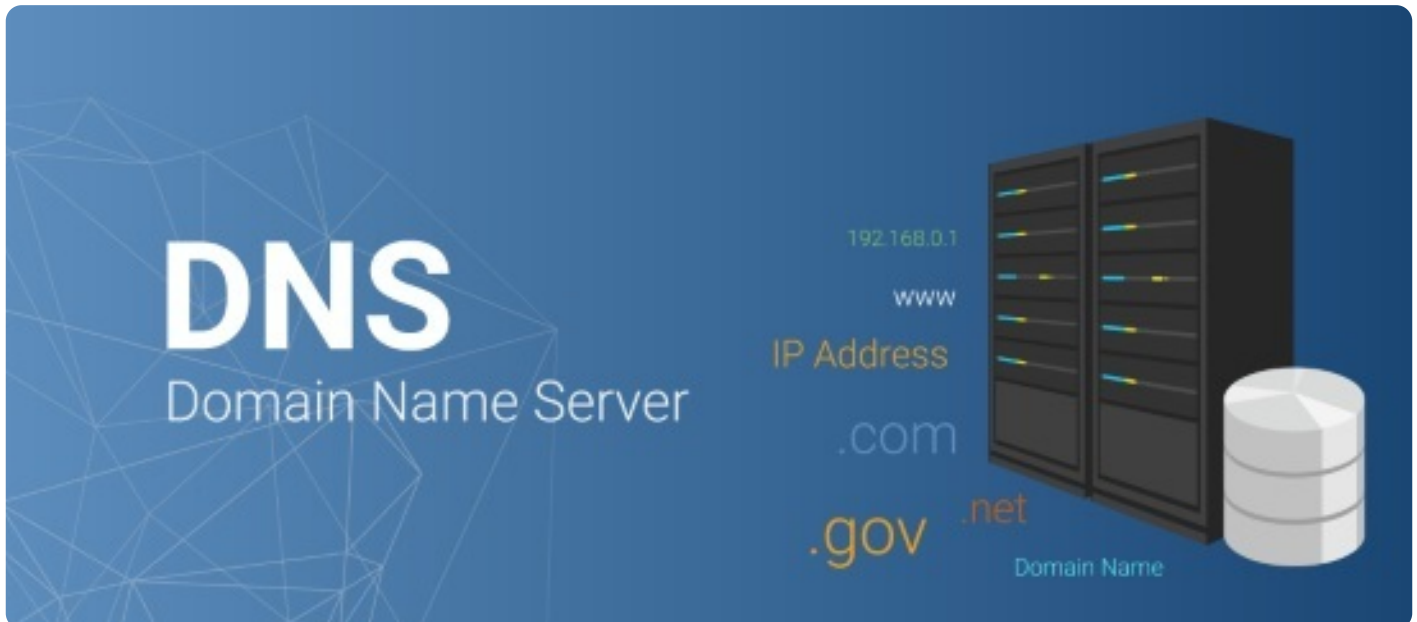 DNS
Domain Name Server
192.168.0.1
www
IP Address
.com
.net
.gov
Domain Name